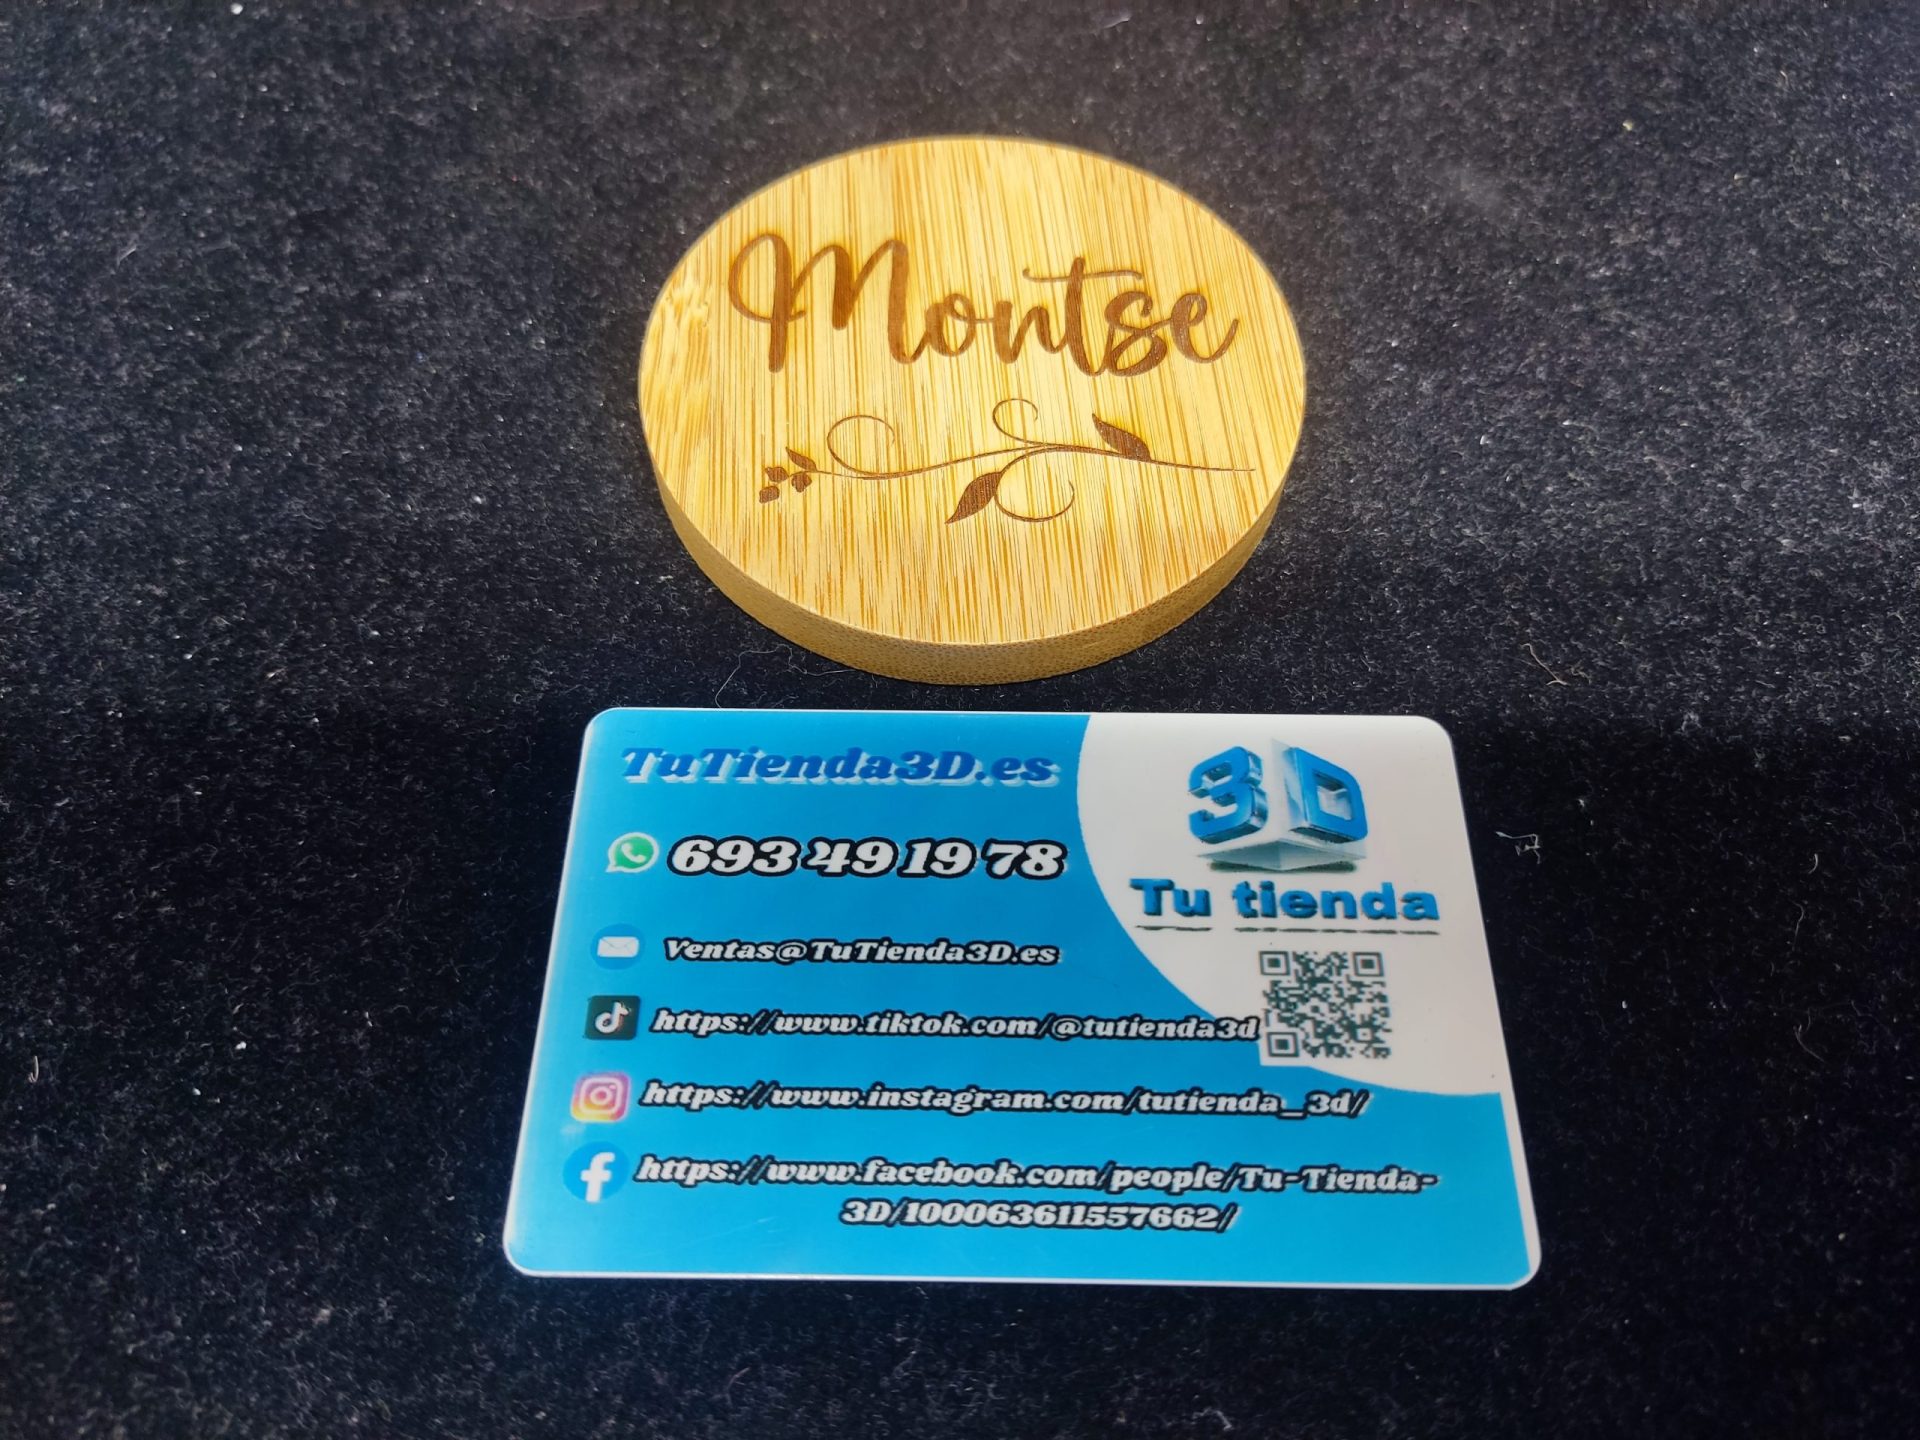 Montse
TuTienda3D.es
3D
Tu tienda
693 49 19 78
Ventas@TuTienda3D.es
https://www.tiktok.com/@tutienda3d
https://www.instagram.com/tutienda_3d/
https://www.facebook.com/people/Tu-Tienda-
3D/100063611557662/